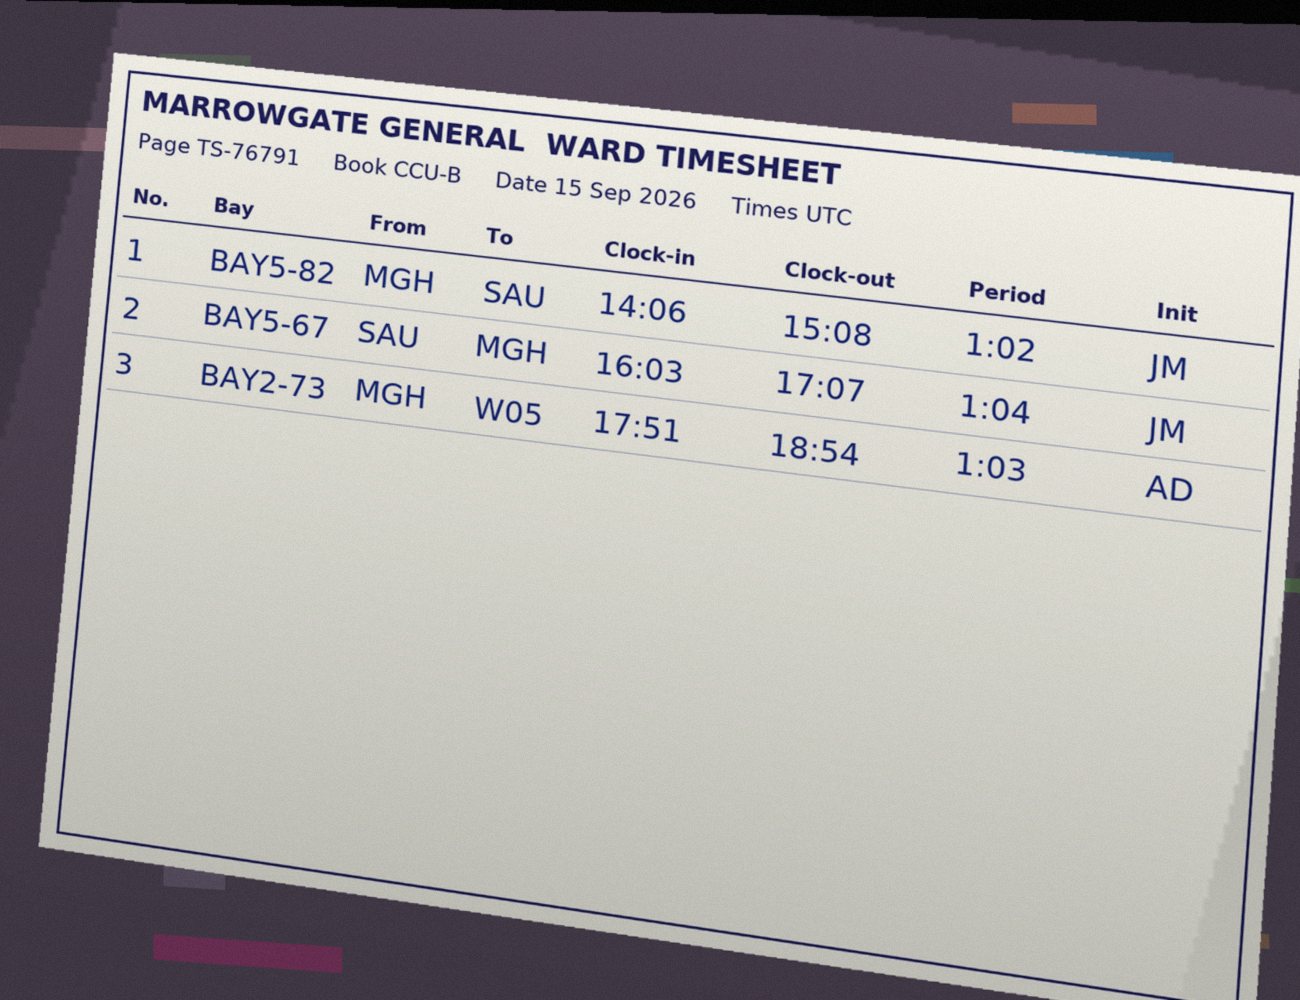 MARROWGATE GENERAL WARD TIMESHEET
Page TS-76791 Book CCU-B Date 15 Sep 2026 Times UTC
No. Bay From To Clock-in Clock-out Period Init
1 BAY5-82 MGH SAU 14:06 15:08 1:02 JM
2 BAY5-67 SAU MGH 16:03 17:07 1:04 JM
3 BAY2-73 MGH W05 17:51 18:54 1:03 AD